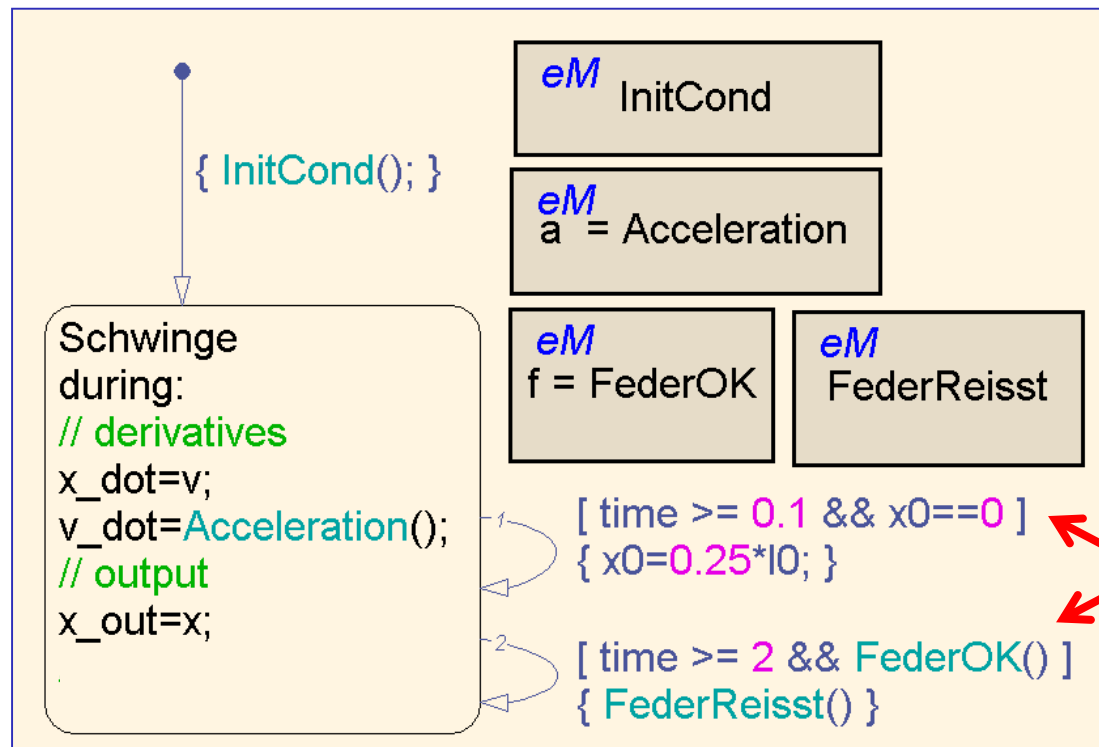 { InitCond(); }
eM
InitCond
eM
a = Acceleration
eM
f = FederOK
eM
FederReisst
Schwinge
during:
// derivatives
x_dot=v;
v_dot=Acceleration();
// output
x_out=x;
1
[ time >= 0.1 && x0==0 ]
{ x0=0.25*l0; }
2
[ time >= 2 && FederOK() ]
{ FederReisst() }